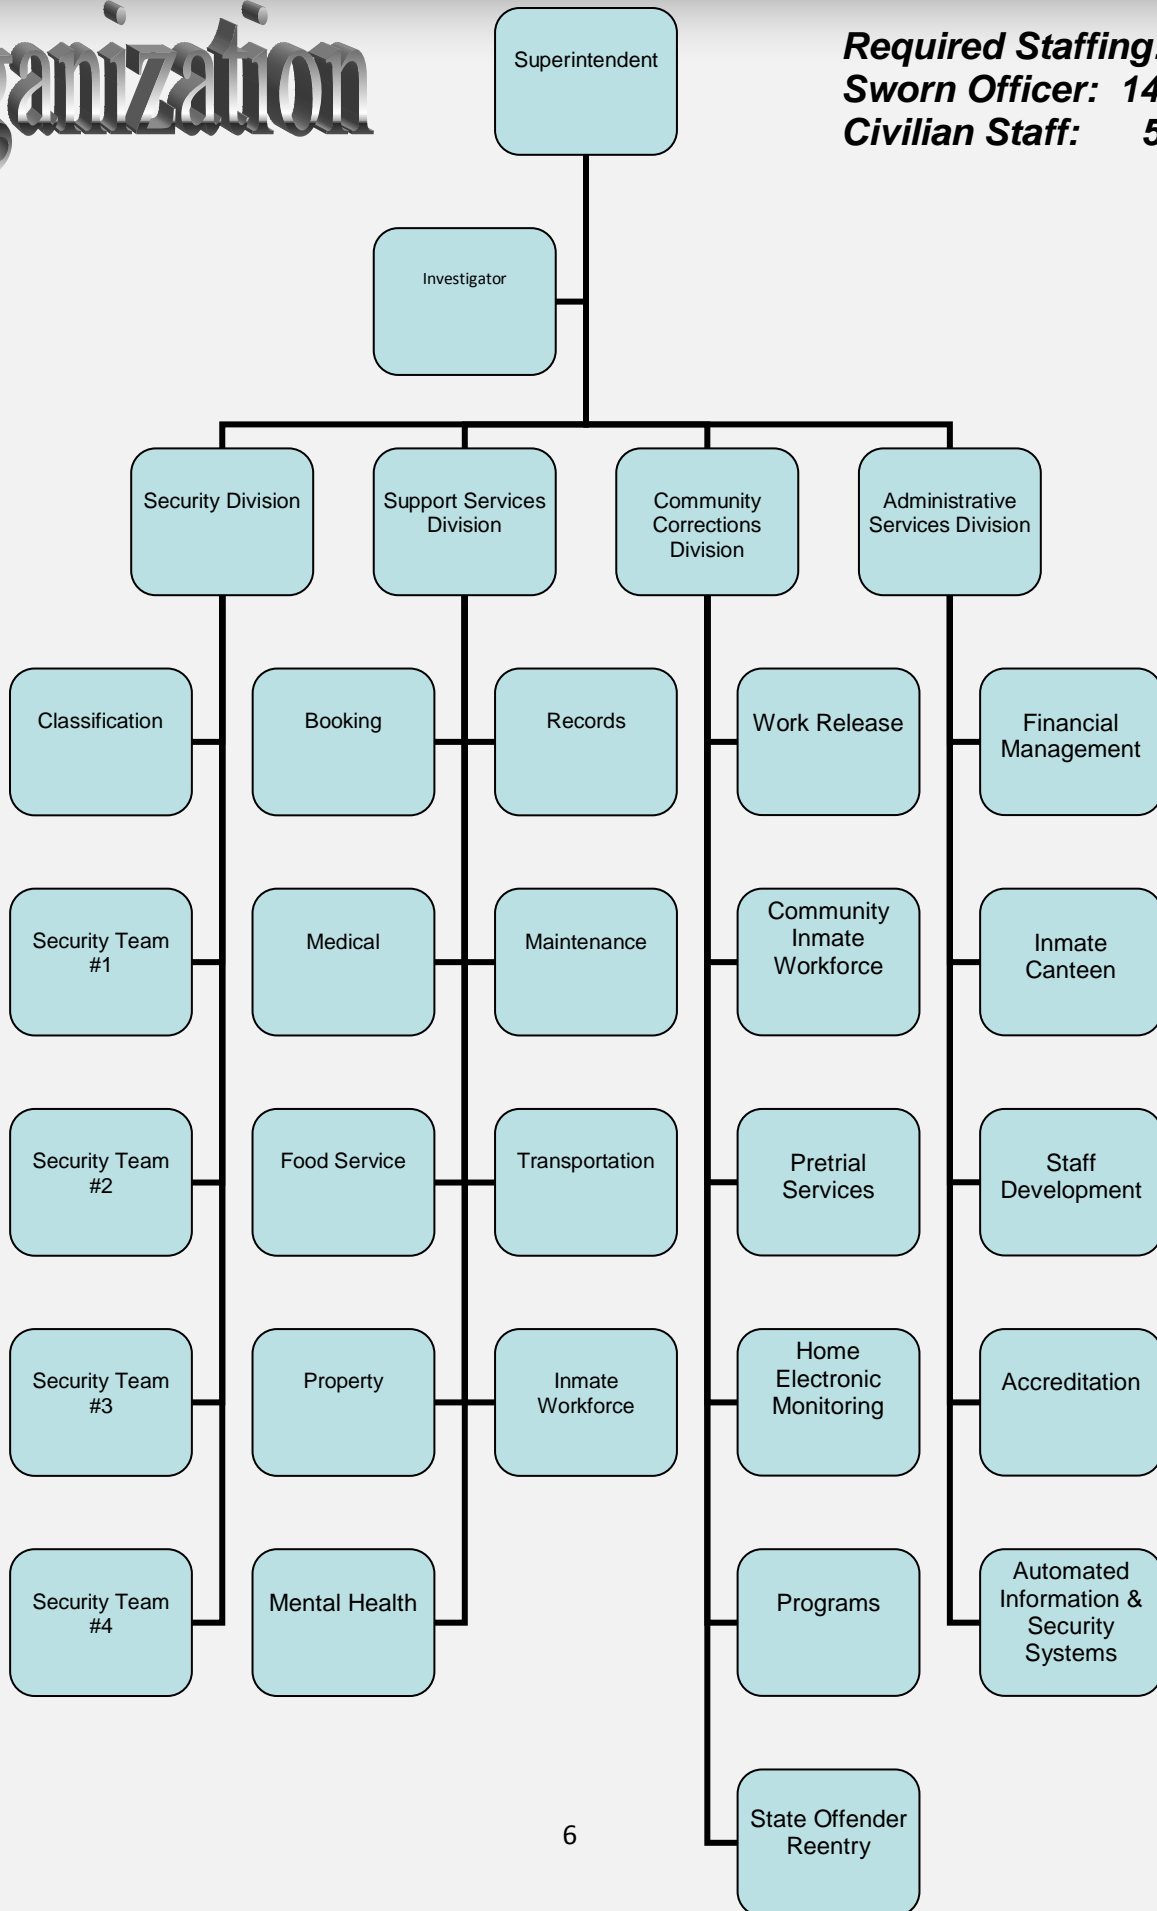 ganization
Superintendent
Required Staffing:
Sworn Officer: 14
Civilian Staff: 5
Investigator
Security Division
Support Services
Division
Community
Corrections
Division
Administrative
Services Division
Classification
Booking
Records
Work Release
Financial
Management
Security Team
#1
Medical
Maintenance
Community
Inmate
Workforce
Inmate
Canteen
Security Team
#2
Food Service
Transportation
Pretrial
Services
Staff
Development
Security Team
#3
Property
Inmate
Workforce
Home
Electronic
Monitoring
Accreditation
Security Team
#4
Mental Health
Programs
Automated
Information &
Security
Systems
State Offender
Reentry
6